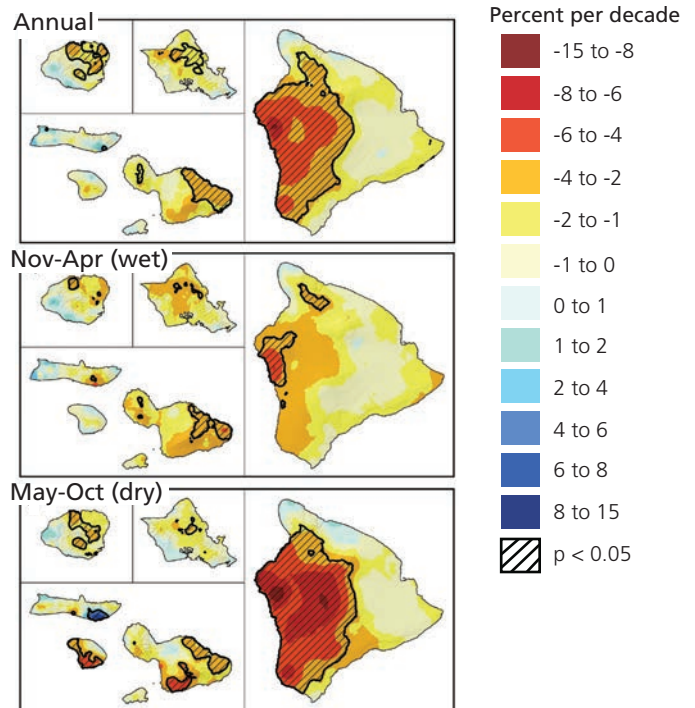 Annual
Nov-Apr (wet)
May-Oct (dry)
Percent per decade
-15 to -8
-8 to -6
-6 to -4
-4 to -2
-2 to -1
-1 to 0
0 to 1
1 to 2
2 to 4
4 to 6
6 to 8
8 to 15
p < 0.05